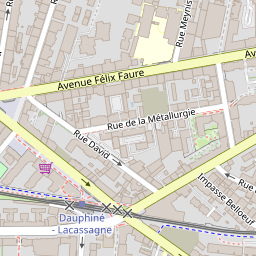 Rue Meynis
Avenue Félix Faure
Av
Rue de la Métallurgie
Rue David
Rue
Impasse Belloeuf
Dauphiné
- Lacassagne